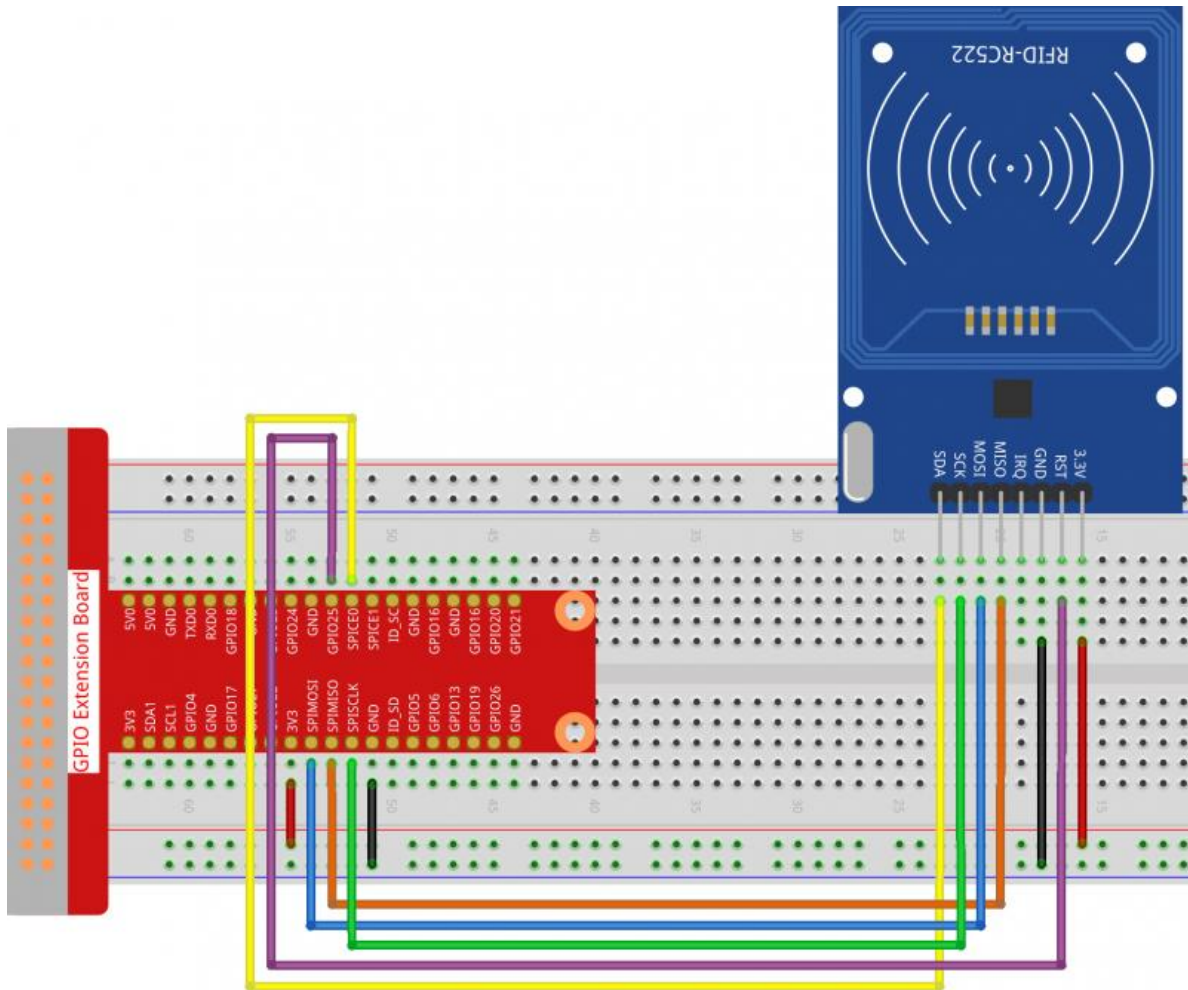 RFID-RC522
SDA
SCK
MOSI
MISO
IRQ
GND
RST
3.3V
60
55
50
45
40
35
30
25
15
GPIO Extension Board
5V0
5V0
GND
TXD0
RXD0
GPIO18
GPIO24
GND
GPIO25
SPICE0
SPICE1
ID_SC
GND
GPIO16
GND
GPIO16
GPIO20
GPIO21
3V3
SDA1
SCL1
GPIO4
GND
GPIO17
3V3
SPIMOSI
SPIMISO
SPISCLK
GND
ID_SD
GPIO5
GPIO6
GPIO13
GPIO19
GPIO26
GND
60
50
45
40
35
30
25
15